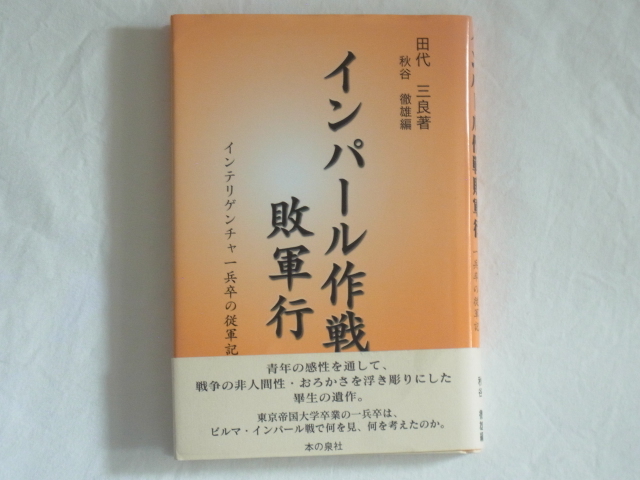 田代 三良著
秋谷 徹雄編
インパール作戦
敗軍行
インテリゲンチャ一兵卒の従軍記
青年の感性を通して、
戦争の非人間性・おろかさを浮き彫りにした
畢生の遺作。
東京帝国大学卒業の一兵卒は、
ビルマ・インパール戦で何を見、何を考えたのか。
本の泉社
秋谷 徹雄編